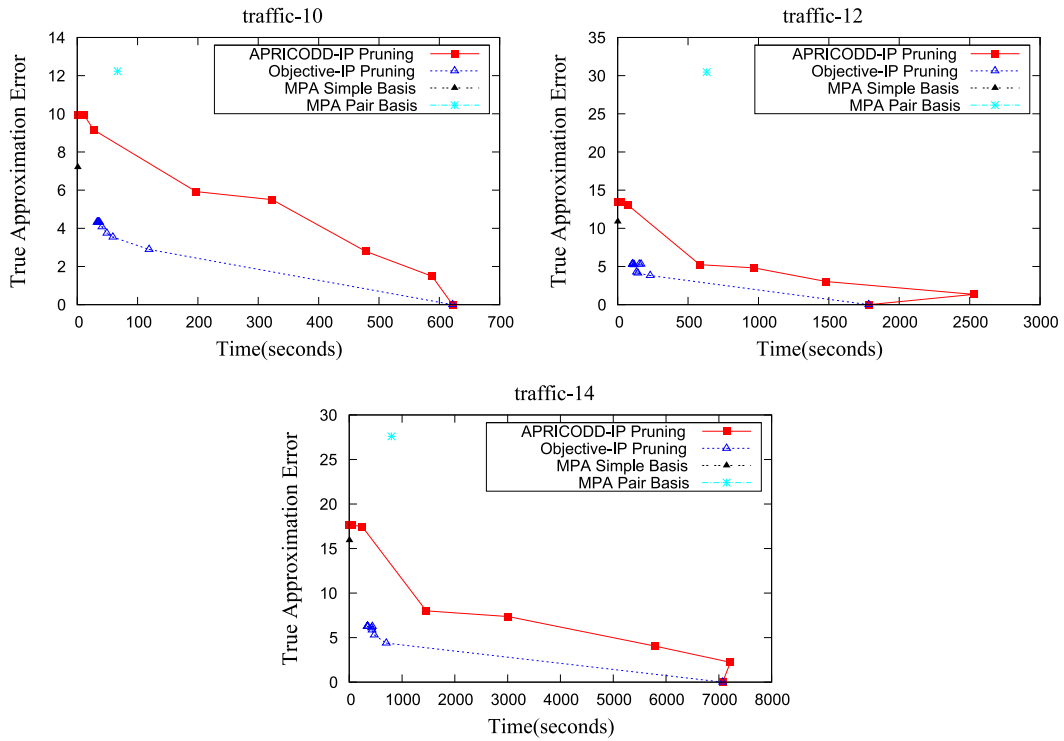 traffic-10
True Approximation Error
14
12
10
8
6
4
2
0
APRICODD-IP Pruning
Objective-IP Pruning
MPA Simple Basis
MPA Pair Basis
0 100 200 300 400 500 600 700
Time(seconds)
traffic-12
True Approximation Error
35
30
25
20
15
10
5
0
APRICODD-IP Pruning
Objective-IP Pruning
MPA Simple Basis
MPA Pair Basis
0 500 1000 1500 2000 2500 3000
Time(seconds)
traffic-14
True Approximation Error
30
25
20
15
10
5
0
APRICODD-IP Pruning
Objective-IP Pruning
MPA Simple Basis
MPA Pair Basis
0 1000 2000 3000 4000 5000 6000 7000 8000
Time(seconds)